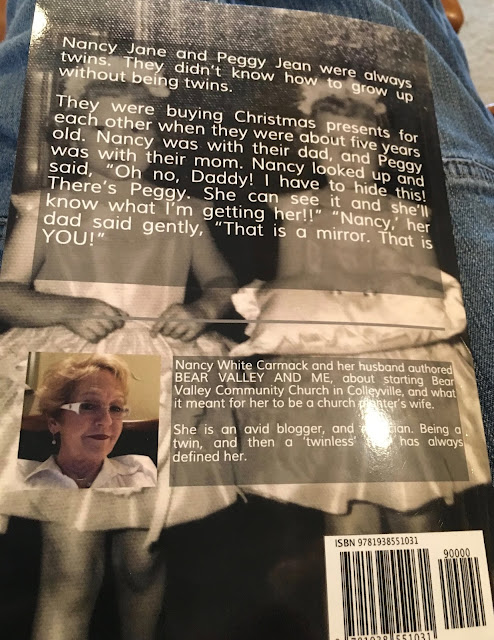 Nancy Jane and Peggy Jean were always
twins. They didn't know how to grow up
without being twins.
They were buying Christmas presents for
each other when they were about five years
old. Nancy was with their dad, and Peggy
was with their mom. Nancy looked up and
said, "Oh no, Daddy! I have to hide this!
There's Peggy. She can see it and she'll
know what I'm getting her!!" "Nancy,' her
dad said gently, "That is a mirror. That is
YOU!"
Nancy White Carmack and her husband authored
BEAR VALLEY AND ME, about starting Bear
Valley Community Church in Colleyville, and what
it meant for her to be a church planter's wife.
She is an avid blogger, and Being a
twin, and then a 'twinless' has always
defined her.
ISBN 9781938551031
90000
9781938551031